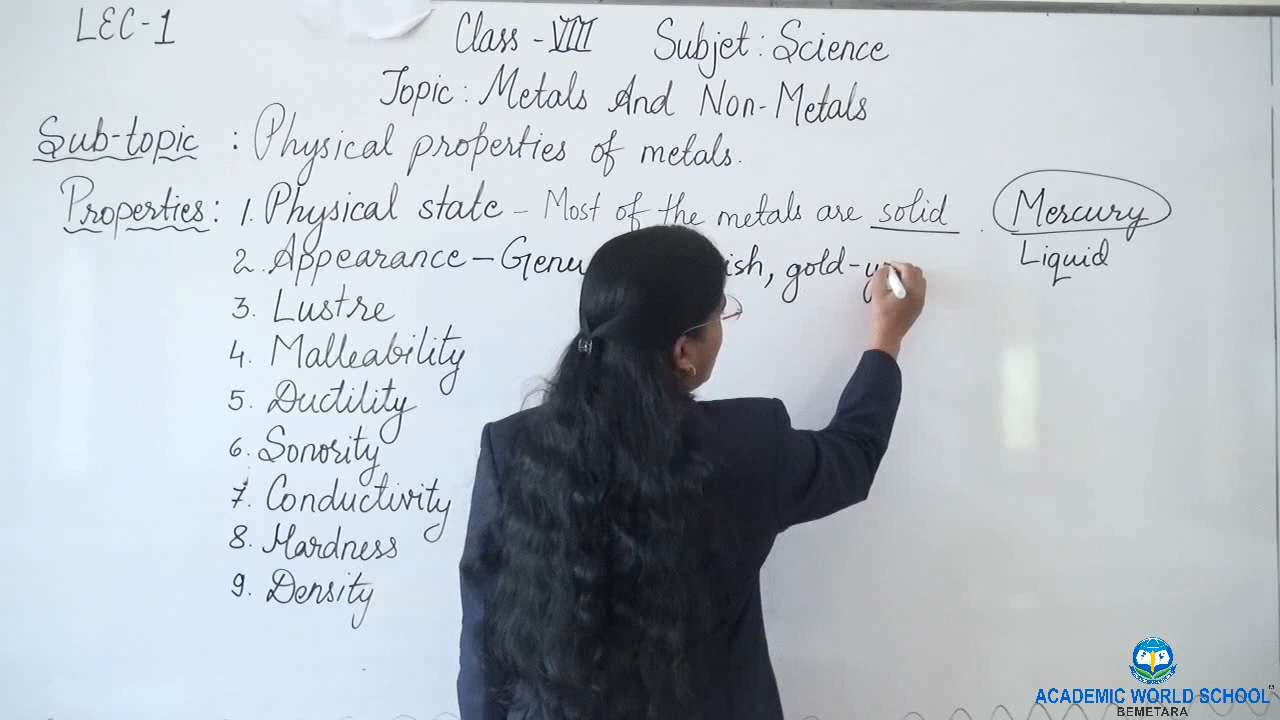 LEC-1
Class - VIII Subjet : Science
Topic : Metals And Non-Metals
Sub-topic : Physical properties of metals.
Properties : 1. Physical state – Most of the metals are solid . Mercury
Liquid
2. Appearance – , gold-
3. Lustre
4. Malleability
5. Ductility
6. Sonority
7. Conductivity
8. Hardness
9. Density
ACADEMIC WORLD SCHOOL
BEMETARA